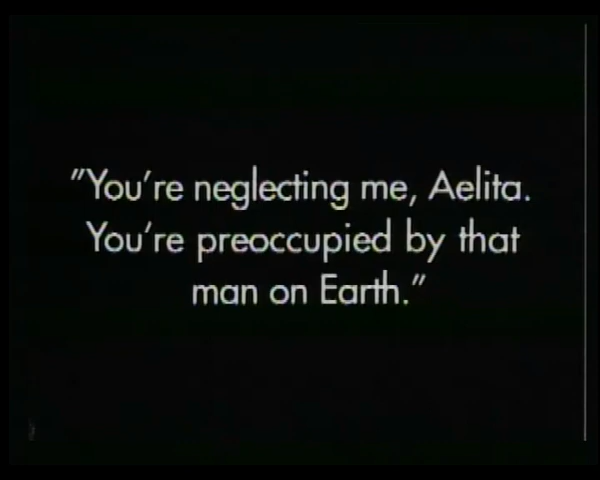 "You're neglecting me, Aelita.
You're preoccupied by that
man on Earth."